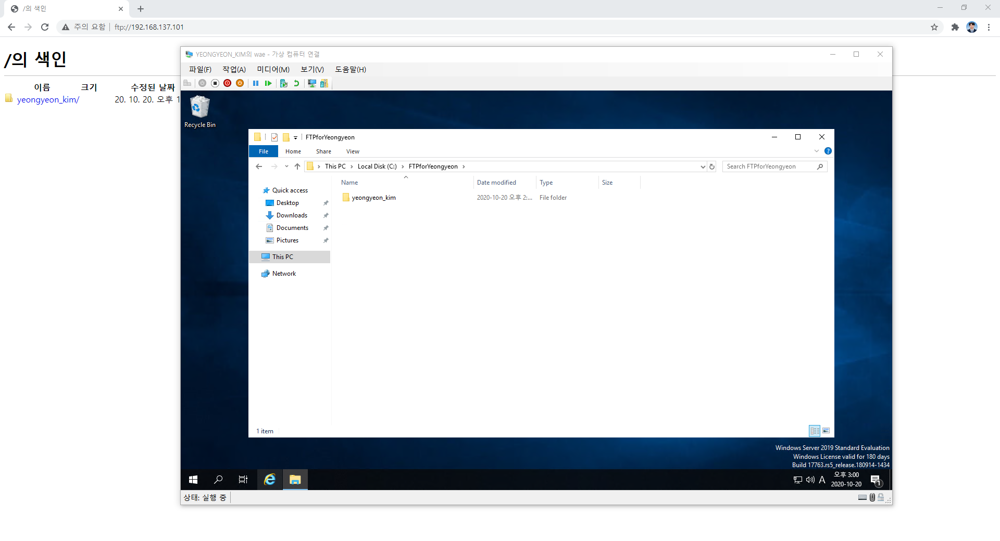 /의 색인
주의 요함 ftp://192.168.137.101
/의 색인
이름 크기 수정된 날짜
yeongyeon_kim/ 20. 10. 20. 오후 1
YEONGYEON_KIM의 wae - 가상 컴퓨터 연결
파일(F) 작업(A) 미디어(M) 보기(V) 도움말(H)
Recycle Bin
FTPforYeongyeon
File Home Share View
This PC Local Disk (C:) FTPforYeongyeon
Search FTPforYeongyeon
Name Date modified Type Size
yeongyeon_kim 2020-10-20 오후 2:... File folder
Quick access
Desktop
Downloads
Documents
Pictures
This PC
Network
1 item
Windows Server 2019 Standard Evaluation
Windows License valid for 180 days
Build 17763.rs5_release.180914-1434
A 오후 3:00
2020-10-20
1
상태: 실행 중